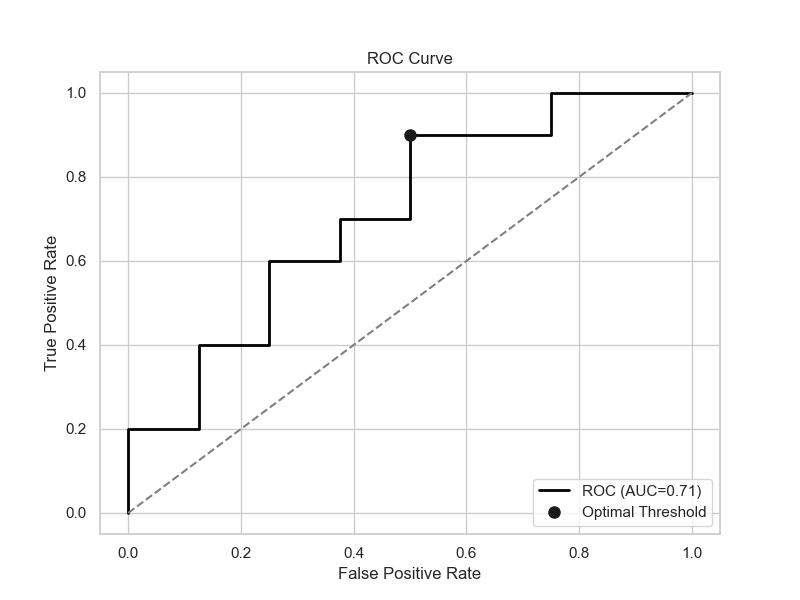 ROC Curve
1.0
0.8
0.6
0.4
0.2
0.0
True Positive Rate
0.0 0.2 0.4 0.6 0.8 1.0
False Positive Rate
ROC (AUC=0.71)
Optimal Threshold